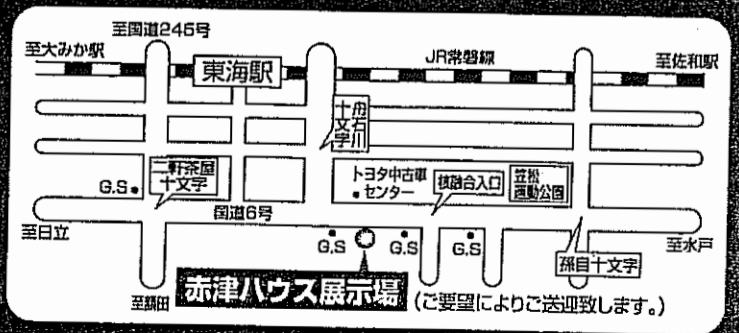 至国道245号
至大みか駅
JR常磐線
至佐和駅
東海駅
舟石川
十文字
二軒茶屋
十文字
G.S
トヨタ中古車
センター
核融合入口
笠松
運動公園
国道6号
至日立
G.S
G.S
G.S
至水戸
孫目十文字
至額田
赤津ハウス展示場
(ご要望によりご送迎致します。)